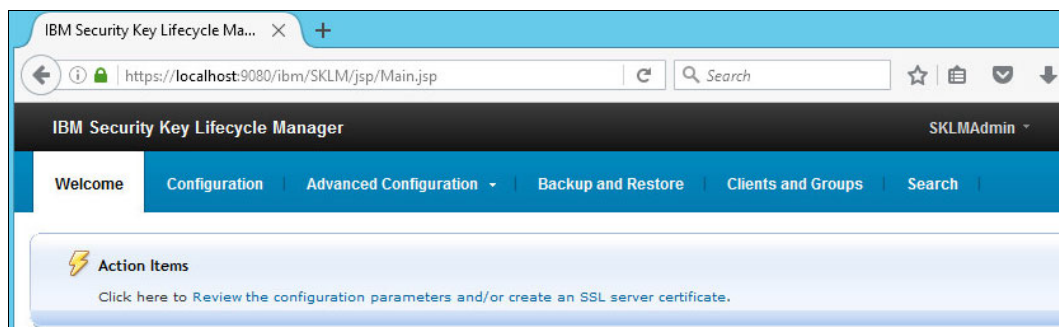 IBM Security Key Lifecycle Ma...
https://localhost:9080/ibm/SKLM/jsp/Main.jsp
Search
IBM Security Key Lifecycle Manager
SKLMAdmin
Welcome
Configuration
Advanced Configuration
Backup and Restore
Clients and Groups
Search
Action Items
Click here to Review the configuration parameters and/or create an SSL server certificate.